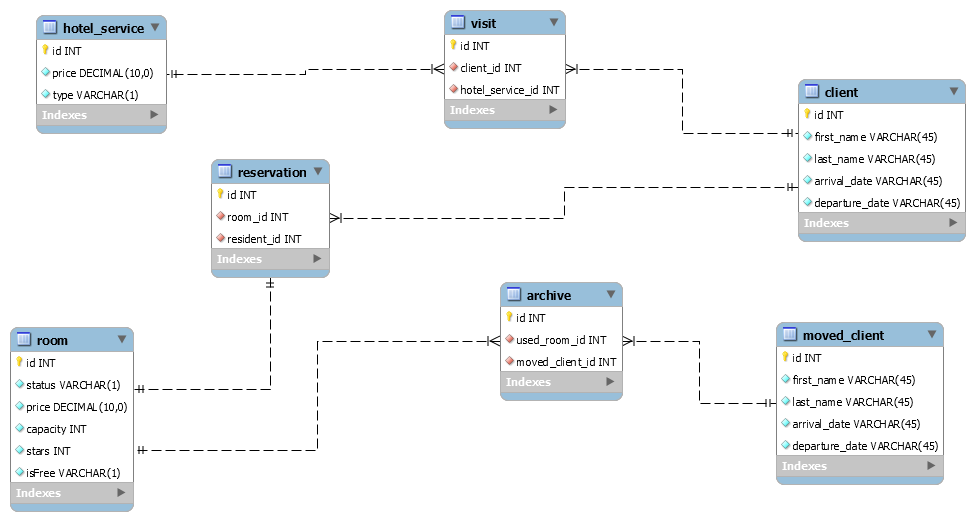 hotel_service
id INT
price DECIMAL(10,0)
type VARCHAR(1)
Indexes
visit
id INT
client_id INT
hotel_service_id INT
Indexes
client
id INT
first_name VARCHAR(45)
last_name VARCHAR(45)
arrival_date VARCHAR(45)
departure_date VARCHAR(45)
Indexes
reservation
id INT
room_id INT
resident_id INT
Indexes
archive
id INT
used_room_id INT
moved_client_id INT
Indexes
room
id INT
status VARCHAR(1)
price DECIMAL(10,0)
capacity INT
stars INT
isFree VARCHAR(1)
Indexes
moved_client
id INT
first_name VARCHAR(45)
last_name VARCHAR(45)
arrival_date VARCHAR(45)
departure_date VARCHAR(45)
Indexes